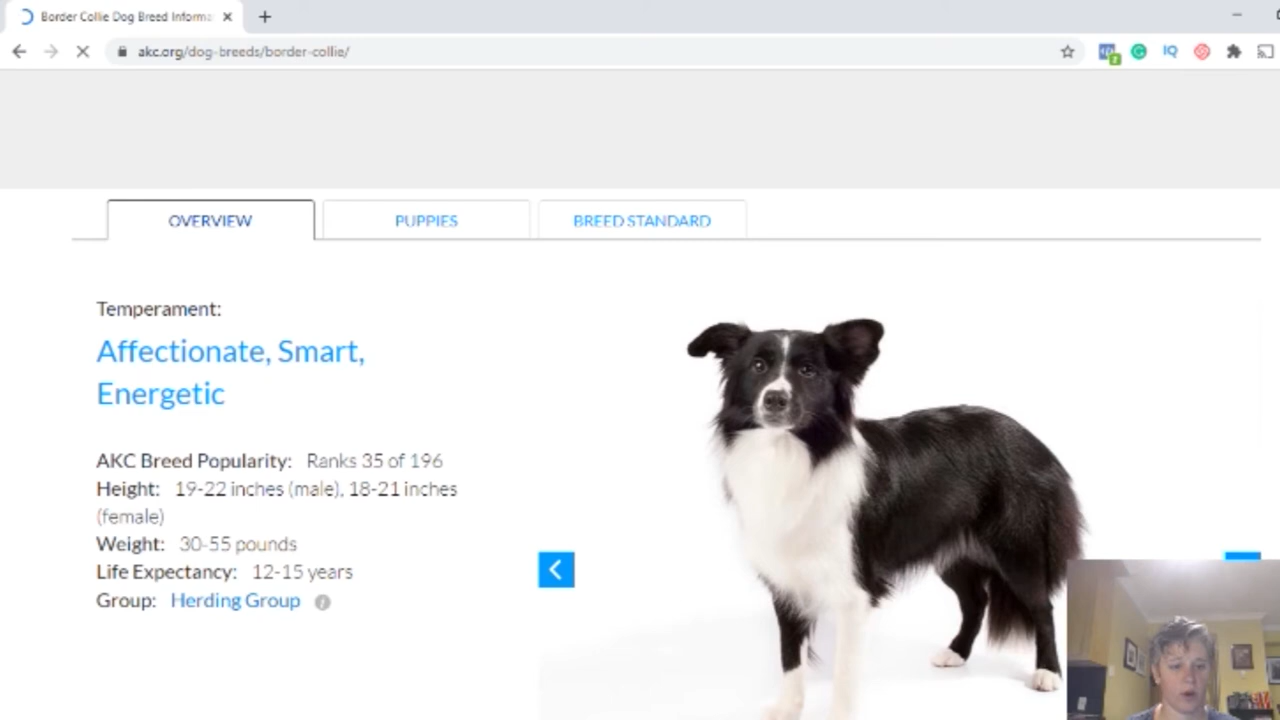 Border Collie Dog Breed Informa
akc.org/dog-breeds/border-collie/
IQ
2
OVERVIEW
PUPPIES
BREED STANDARD
Temperament:
Affectionate, Smart,
Energetic
AKC Breed Popularity: Ranks 35 of 196
Height: 19-22 inches (male), 18-21 inches
(female)
Weight: 30-55 pounds
Life Expectancy: 12-15 years
Group: Herding Group